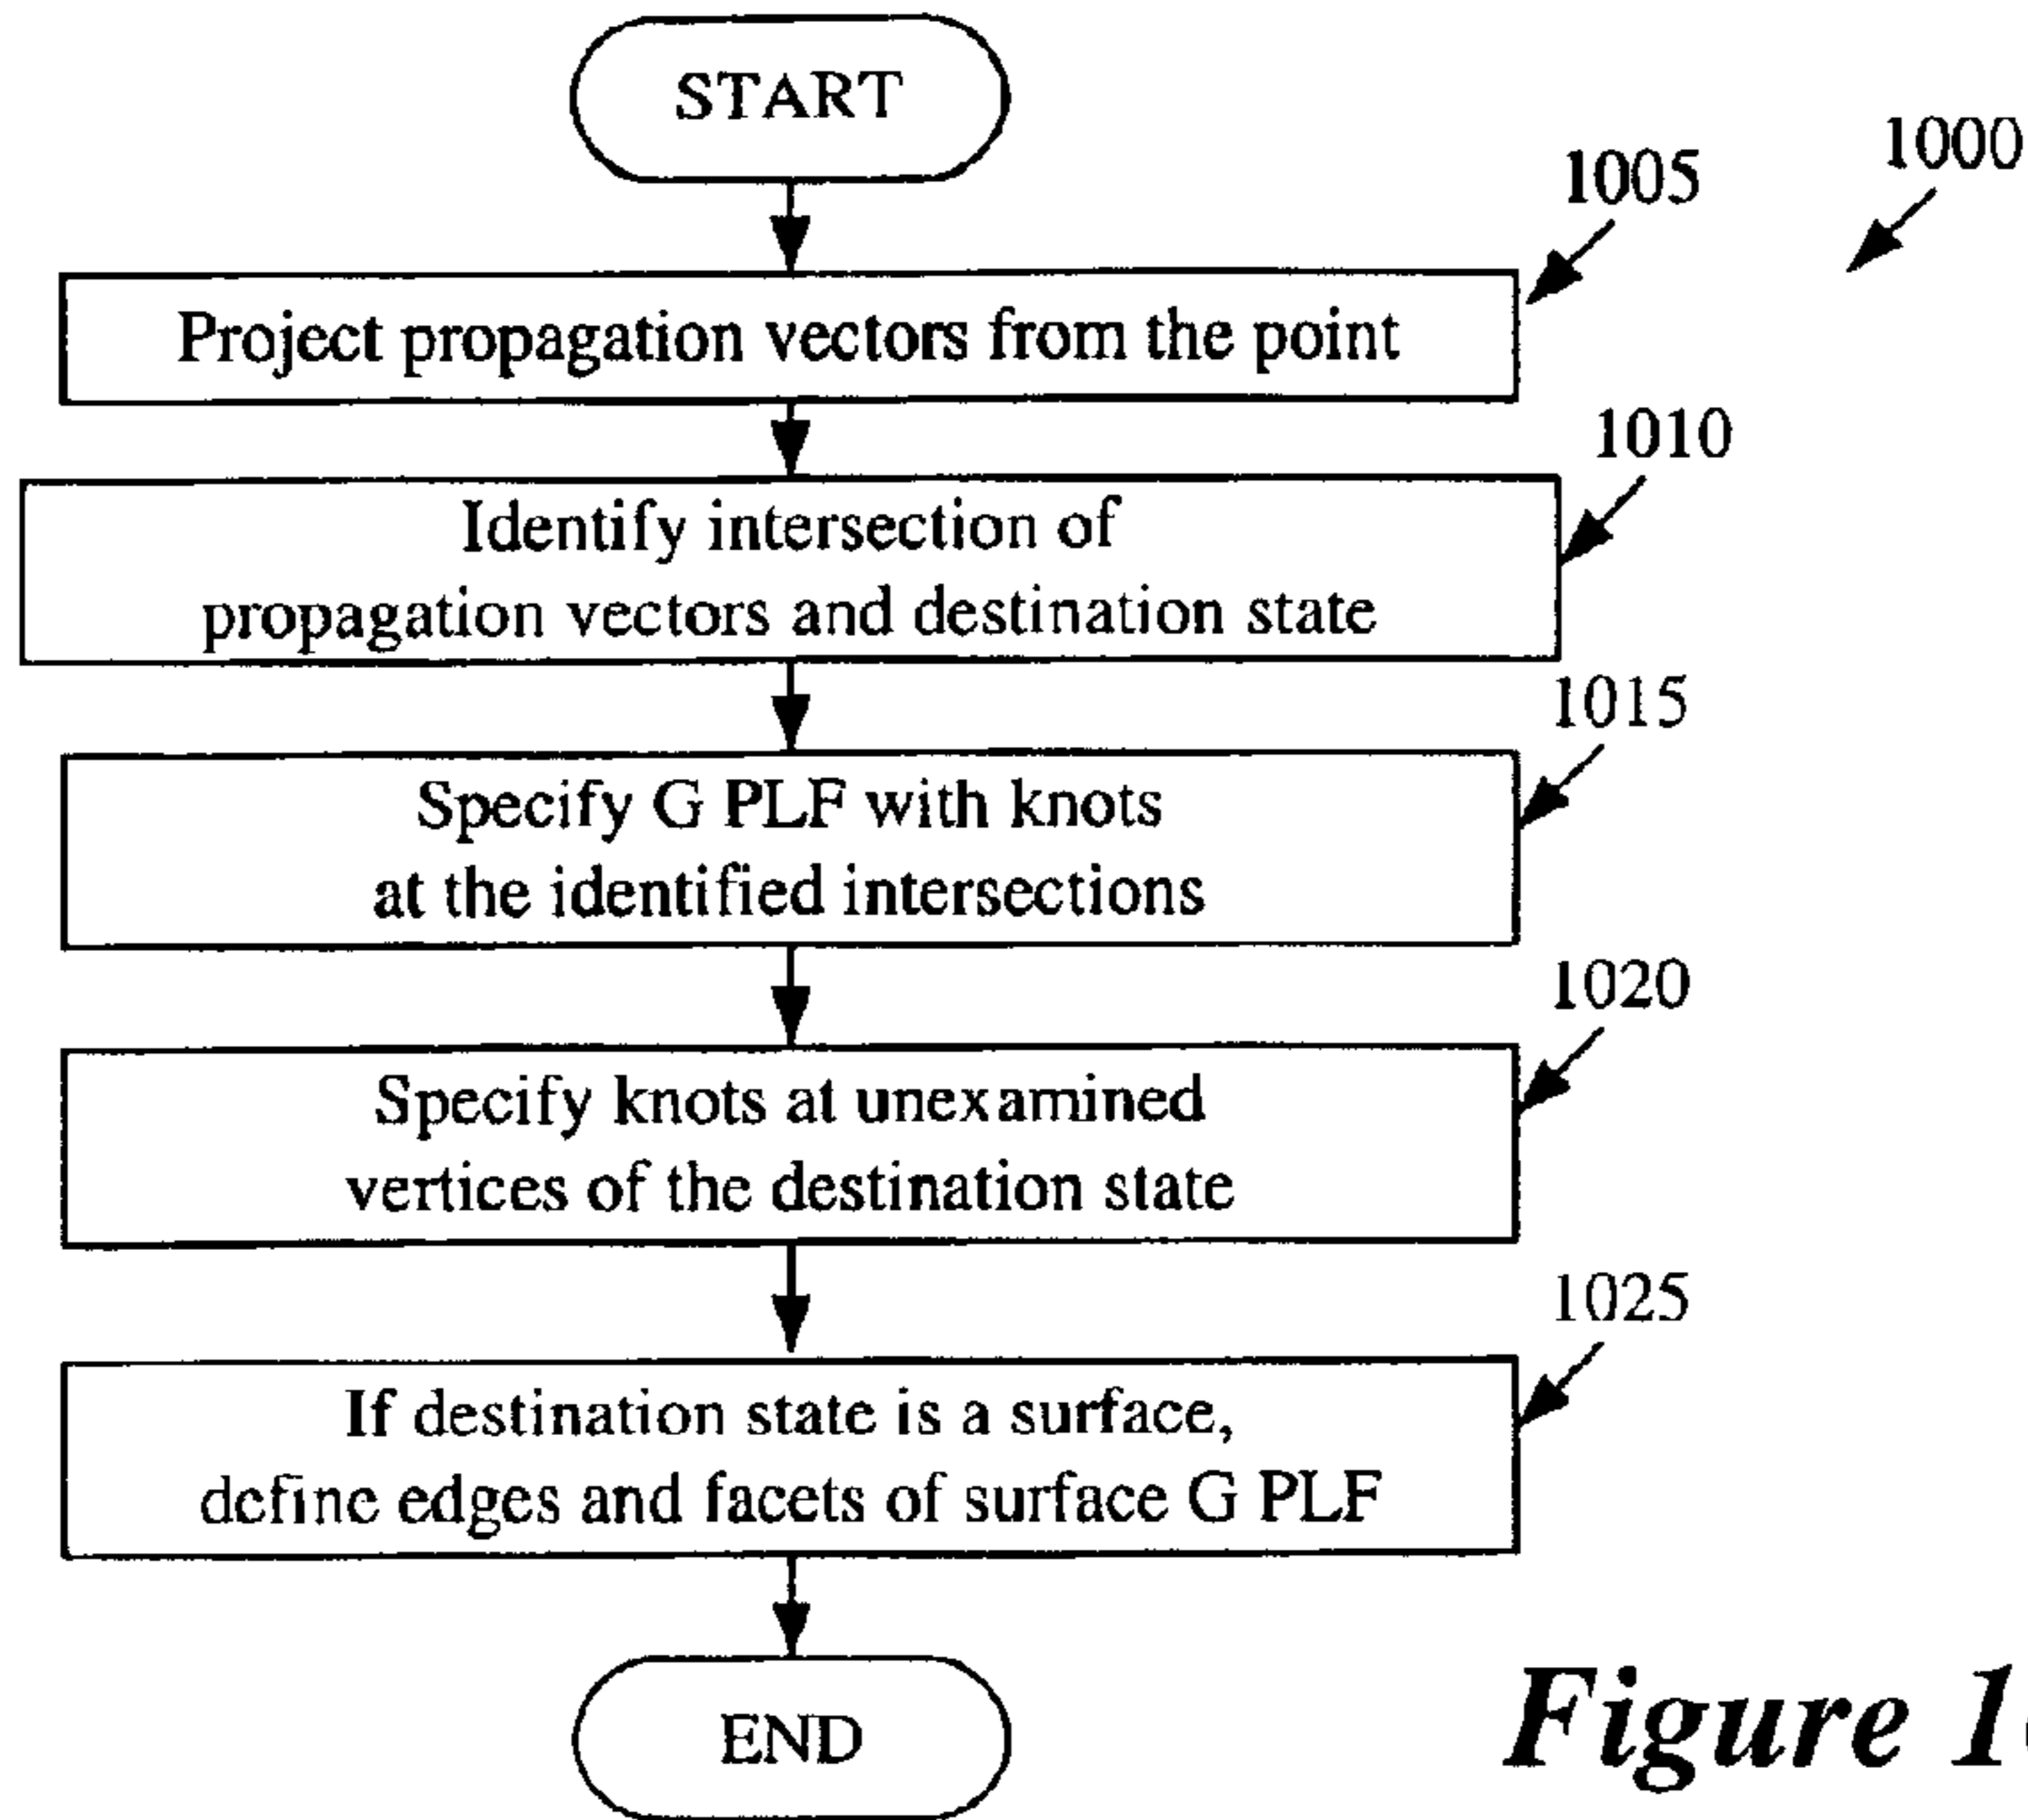 START
1000
1005
Project propagation vectors from the point
1010
Identify intersection of
propagation vectors and destination state
1015
Specify G PLF with knots
at the identified intersections
1020
Specify knots at unexamined
vertices of the destination state
1025
If destination state is a surface,
define edges and facets of surface G PLF
END
Figure